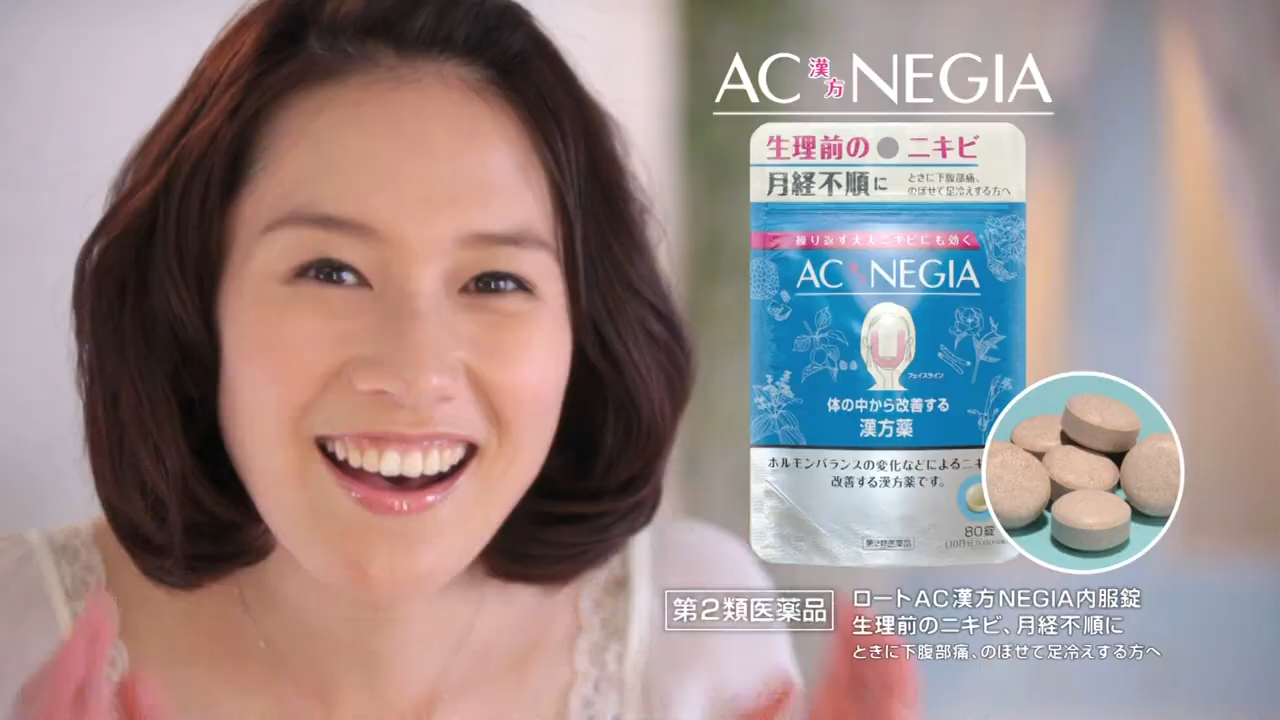 AC漢方NEGIA
生理前のニキビ
月経不順に
ときに下腹部痛、
のぼせて足冷えする方へ
繰り返す大人ニキビにも効く
AC NEGIA
フェイスライン
体の中から改善する
漢方薬
ホルモンバランスの変化などによるニキ
改善する漢方薬です。
80錠
第2類医薬品
第2類医薬品
ロートAC漢方NEGIA内服錠
生理前のニキビ、月経不順に
ときに下腹部痛、のぼせて足冷えする方へ